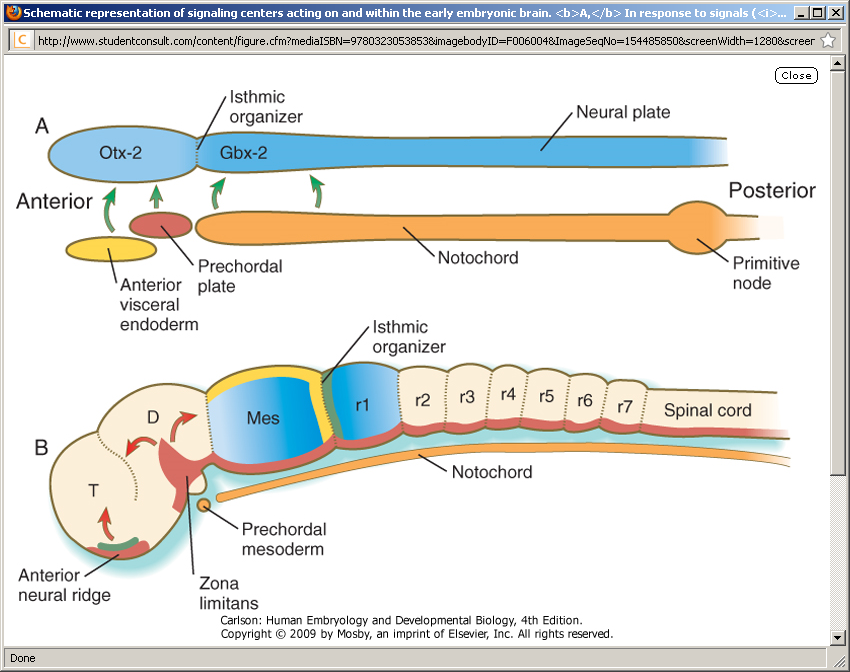 Schematic representation of signaling centers acting on and within the early embryonic brain. <b>A,</b> In response to signals (<i>...
http://www.studentconsult.com/content/figure.cfm?mediaISBN=9780323053853&imagebodyID=F006004&ImageSeqNo=154485850&screenWidth=1280&screer
Close
A
Isthmic
organizer
Neural plate
Otx-2
Gbx-2
Anterior
Posterior
Prechordal
plate
Notochord
Primitive
node
Anterior
visceral
endoderm
Isthmic
organizer
B
D
T
Mes
r1
r2
r3
r4
r5
r6
r7
Spinal cord
Notochord
Prechordal
mesoderm
Anterior
neural ridge
Zona
limitans
Carlson: Human Embryology and Developmental Biology, 4th Edition.
Copyright © 2009 by Mosby, an imprint of Elsevier, Inc. All rights reserved.
Done